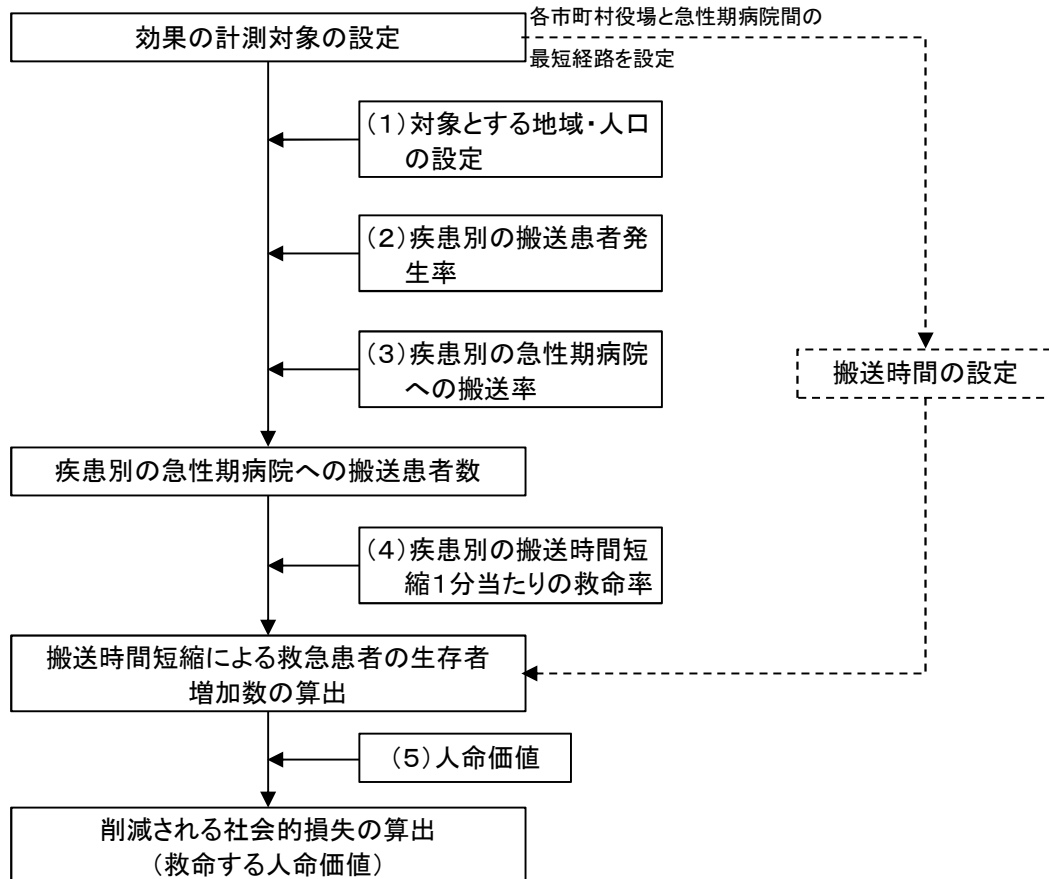 効果の計測対象の設定
各市町村役場と急性期病院間の
最短経路を設定
(1)対象とする地域・人口
の設定
(2)疾患別の搬送患者発
生率
(3)疾患別の急性期病院
への搬送率
搬送時間の設定
疾患別の急性期病院への搬送患者数
(4)疾患別の搬送時間短
縮1分当たりの救命率
搬送時間短縮による救急患者の生存者
増加数の算出
(5)人命価値
削減される社会的損失の算出
(救命する人命価値)